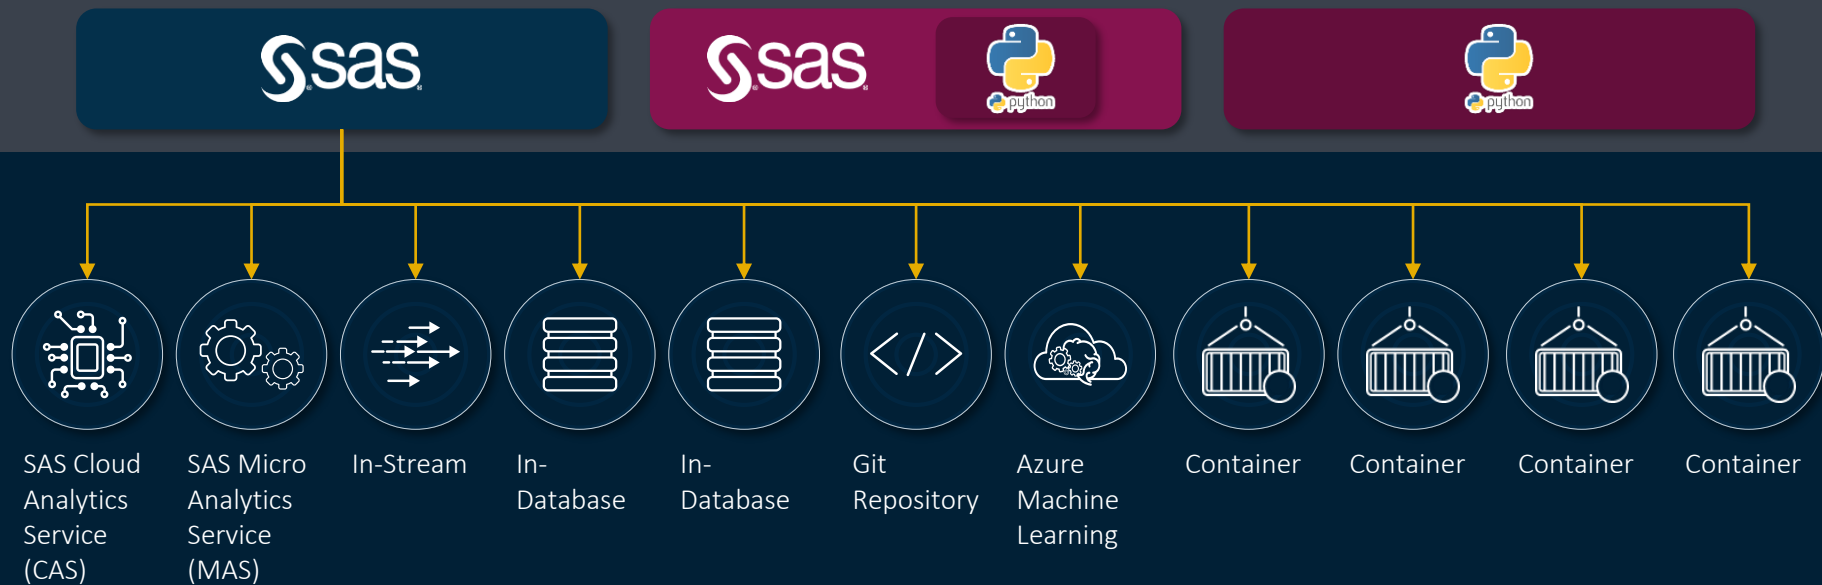 sas
sas
python
python
SAS Cloud
Analytics
Service
(CAS)
SAS Micro
Analytics
Service
(MAS)
In-Stream
In-
Database
In-
Database
Git
Repository
Azure
Machine
Learning
Container
Container
Container
Container